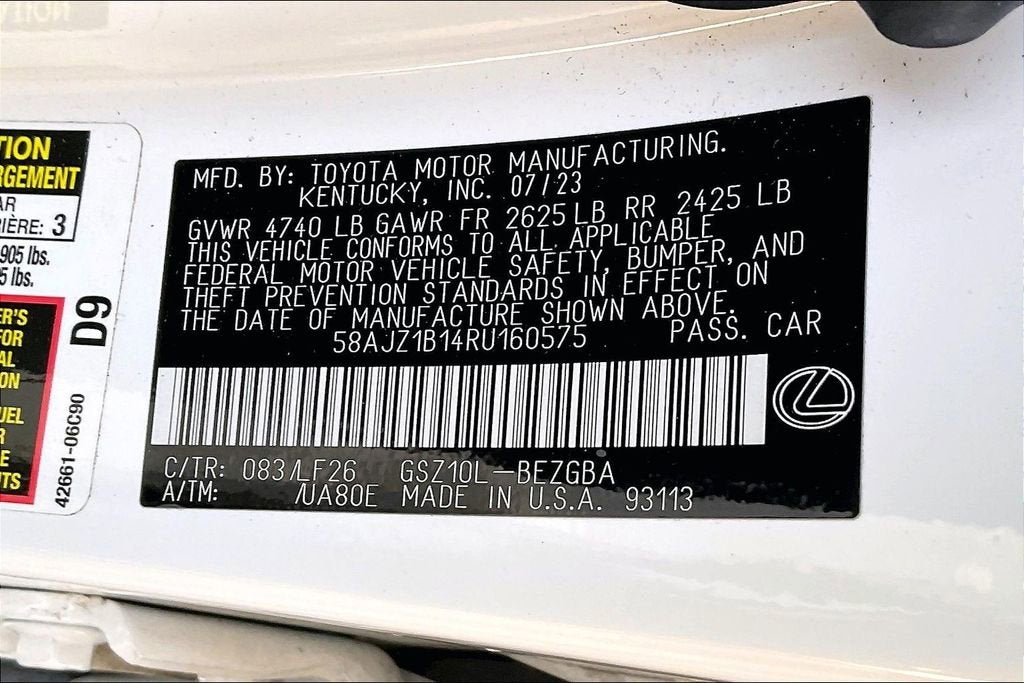 TION
RGEMENT
AR
IÈRE: 3
905 lbs.
5 lbs.
ER'S
FOR
AL
ON
UEL
R
E
TS
D9
42661-06C90
MFD. BY: TOYOTA MOTOR MANUFACTURING.
KENTUCKY, INC. 07/23
GVWR 4740 LB GAWR FR 2625 LB RR 2425 LB
THIS VEHICLE CONFORMS TO ALL APPLICABLE
FEDERAL MOTOR VEHICLE SAFETY, BUMPER, AND
THEFT PREVENTION STANDARDS IN EFFECT ON
THE DATE OF MANUFACTURE SHOWN ABOVE.
58AJZ1B14RU160575 PASS. CAR
C/TR: 083/LF26 GSZ10L-BEZGBA
A/TM: /UA80E MADE IN U.S.A. 93113